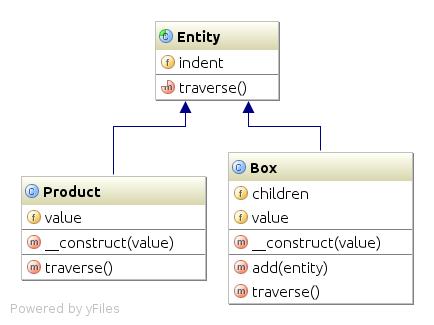 Entity
indent
traverse()
Product
value
__construct(value)
traverse()
Box
children
value
__construct(value)
add(entity)
traverse()
Powered by yFiles